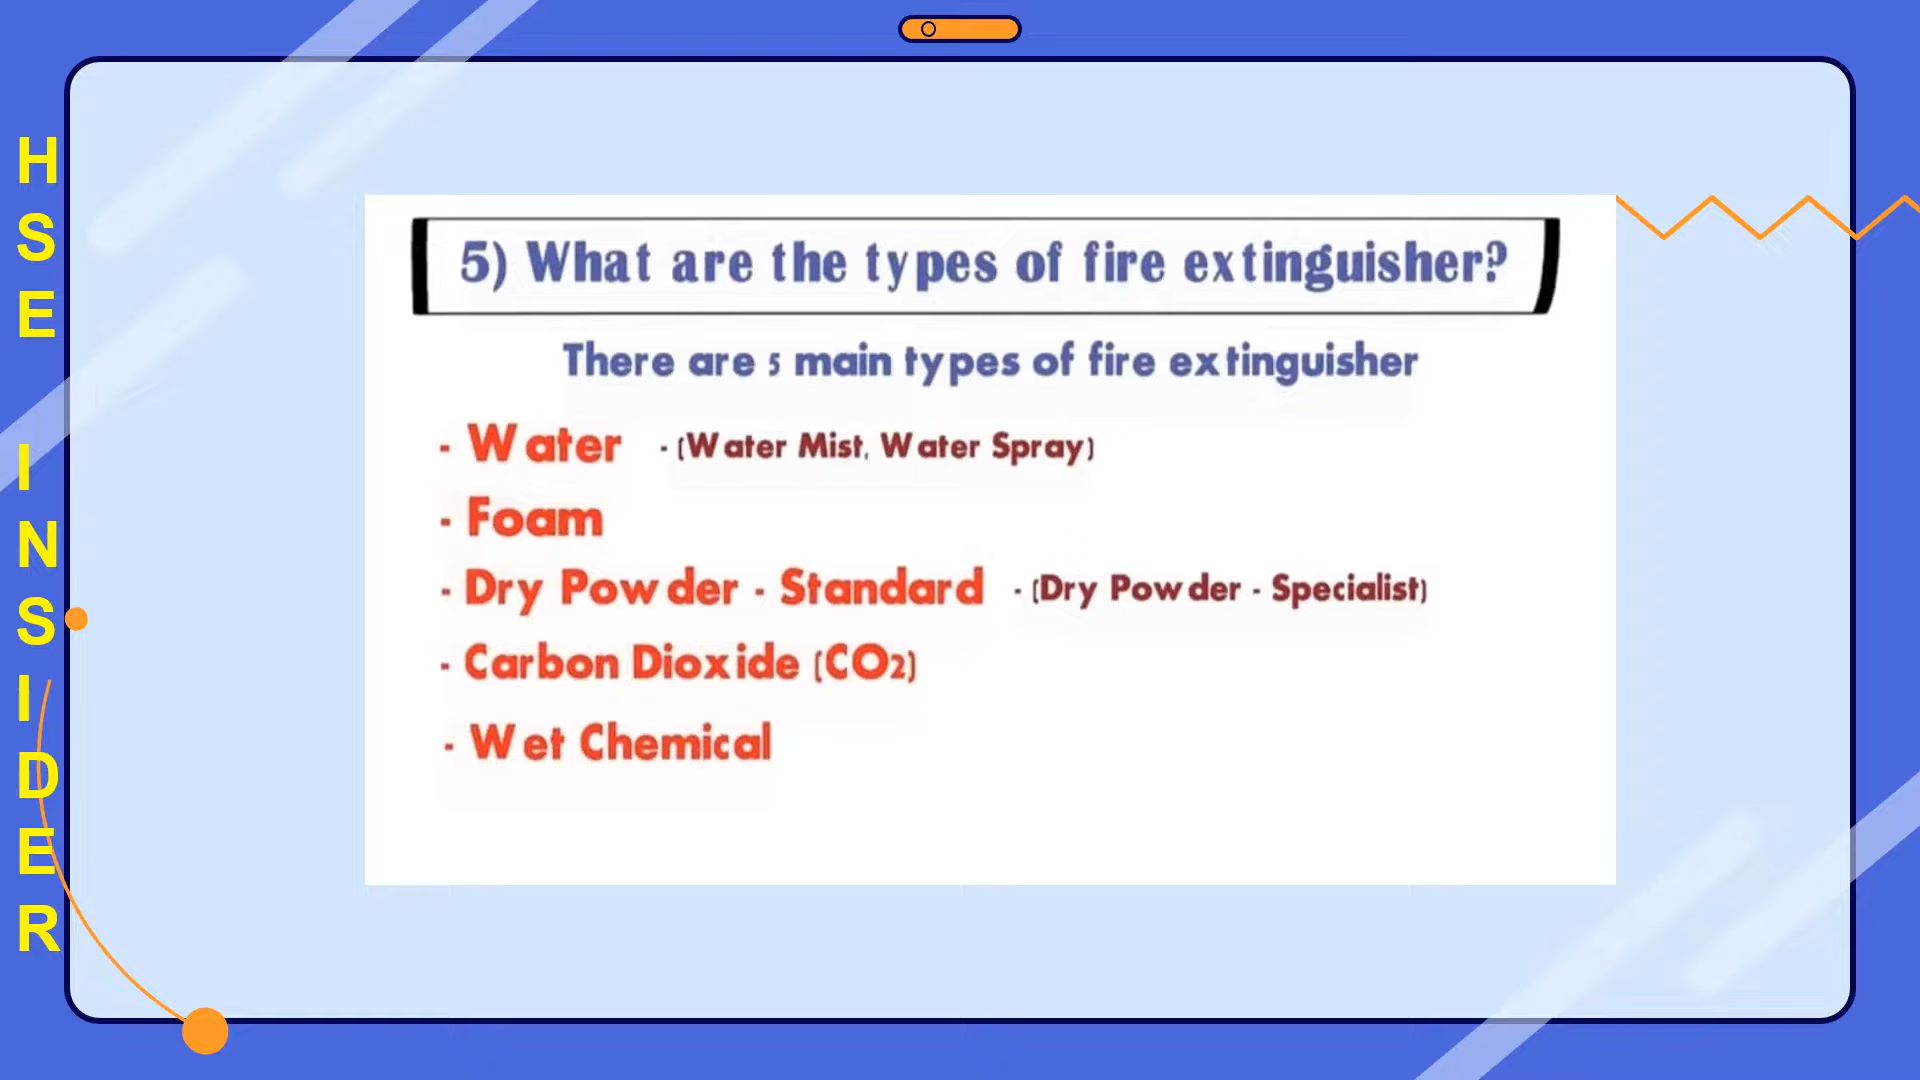 HSE INSIDER
5) What are the types of fire extinguisher?
There are 5 main types of fire extinguisher
- Water - (Water Mist, Water Spray)
- Foam
- Dry Powder - Standard - (Dry Powder - Specialist)
- Carbon Dioxide (CO2)
- Wet Chemical